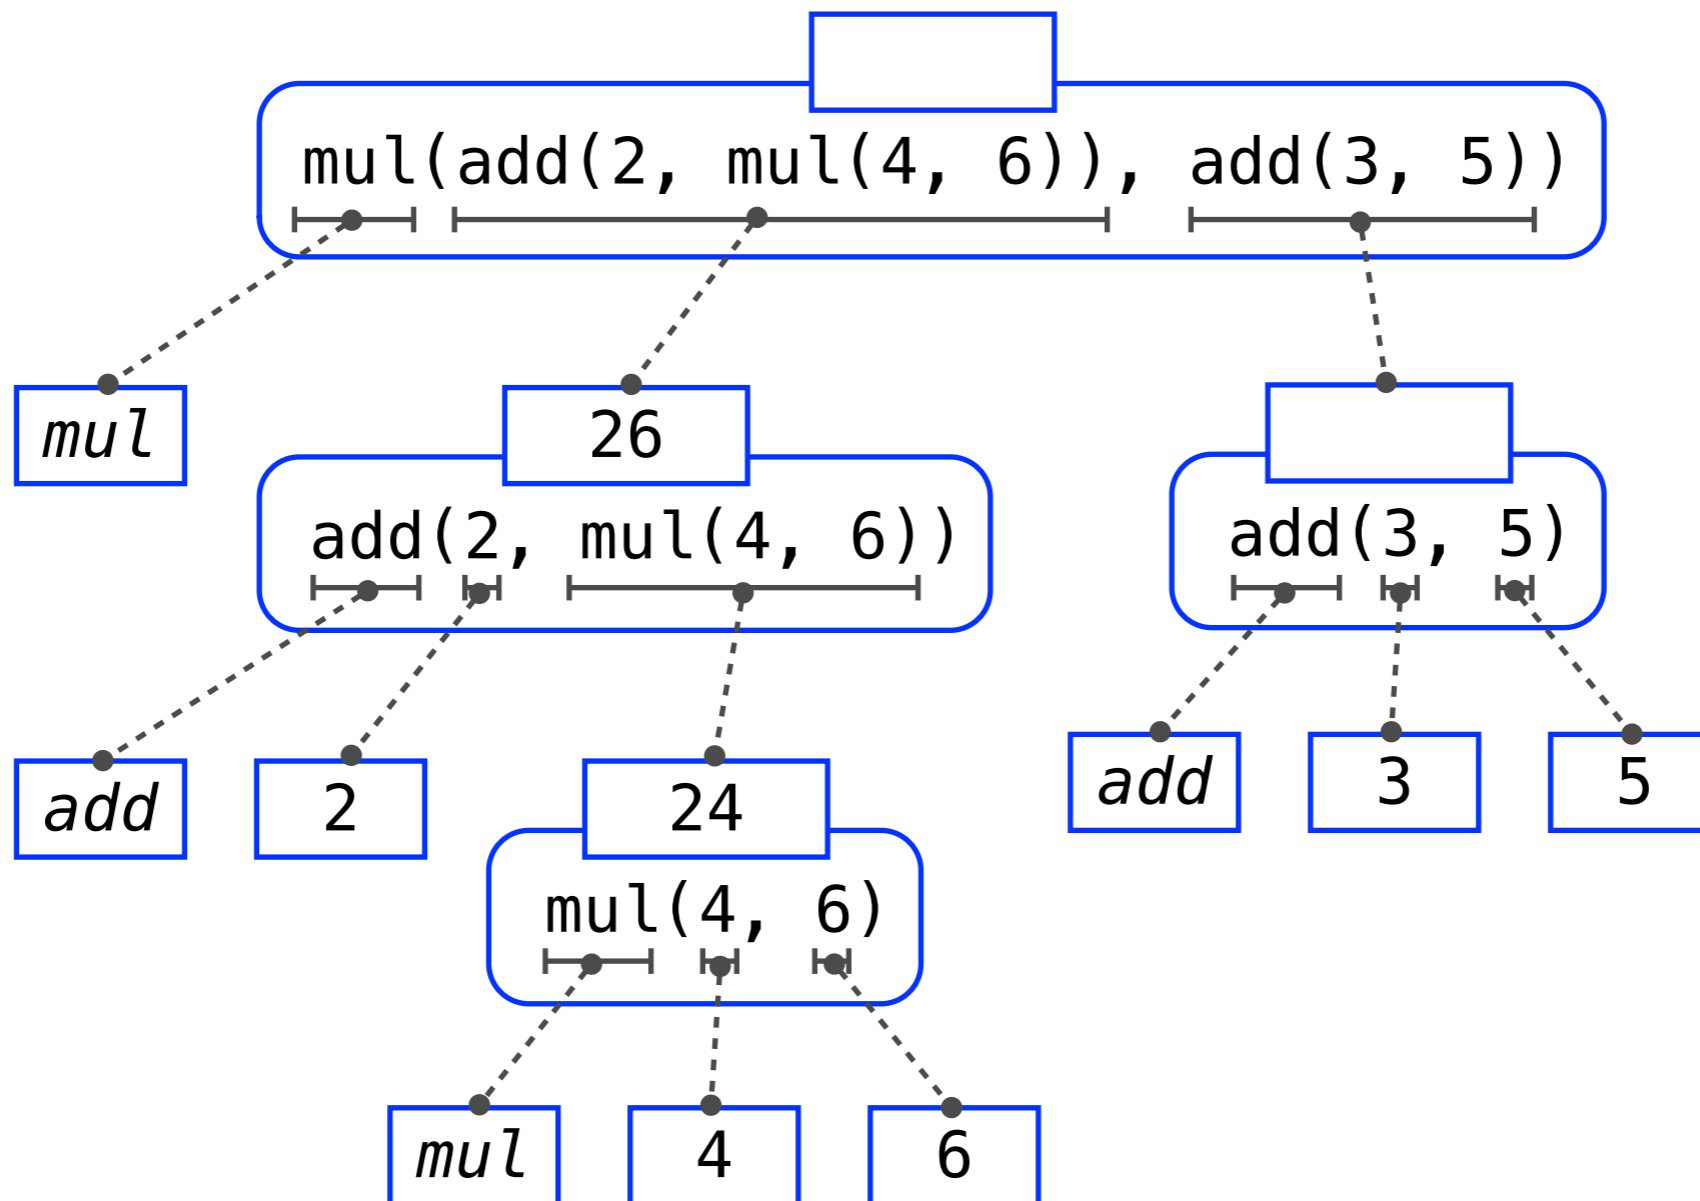 mul(add(2, mul(4, 6)), add(3, 5))
mul
26
add(2, mul(4, 6))
add(3, 5)
add
2
24
add
3
5
mul(4, 6)
mul
4
6